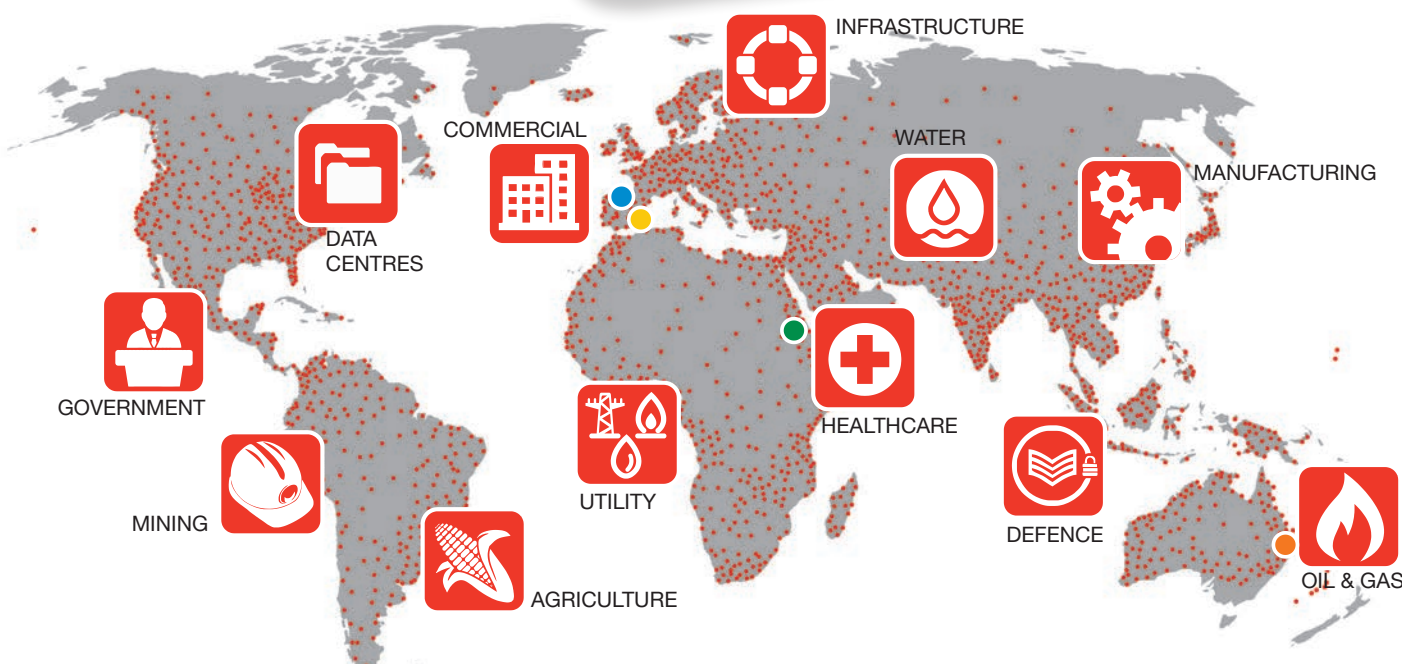 INFRASTRUCTURE
COMMERCIAL
WATER
MANUFACTURING
DATA
CENTRES
GOVERNMENT
HEALTHCARE
UTILITY
MINING
DEFENCE
OIL & GAS
AGRICULTURE